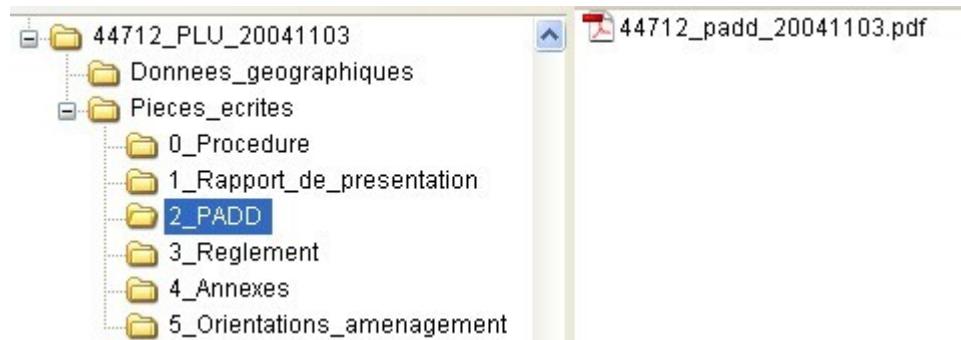 44712_PLU_20041103
Donnees_geographiques
Pieces_ecrites
0_Procedure
1_Rapport_de_presentation
2_PADD
3_Reglement
4_Annexes
5_Orientations_amenagement
44712_padd_20041103.pdf